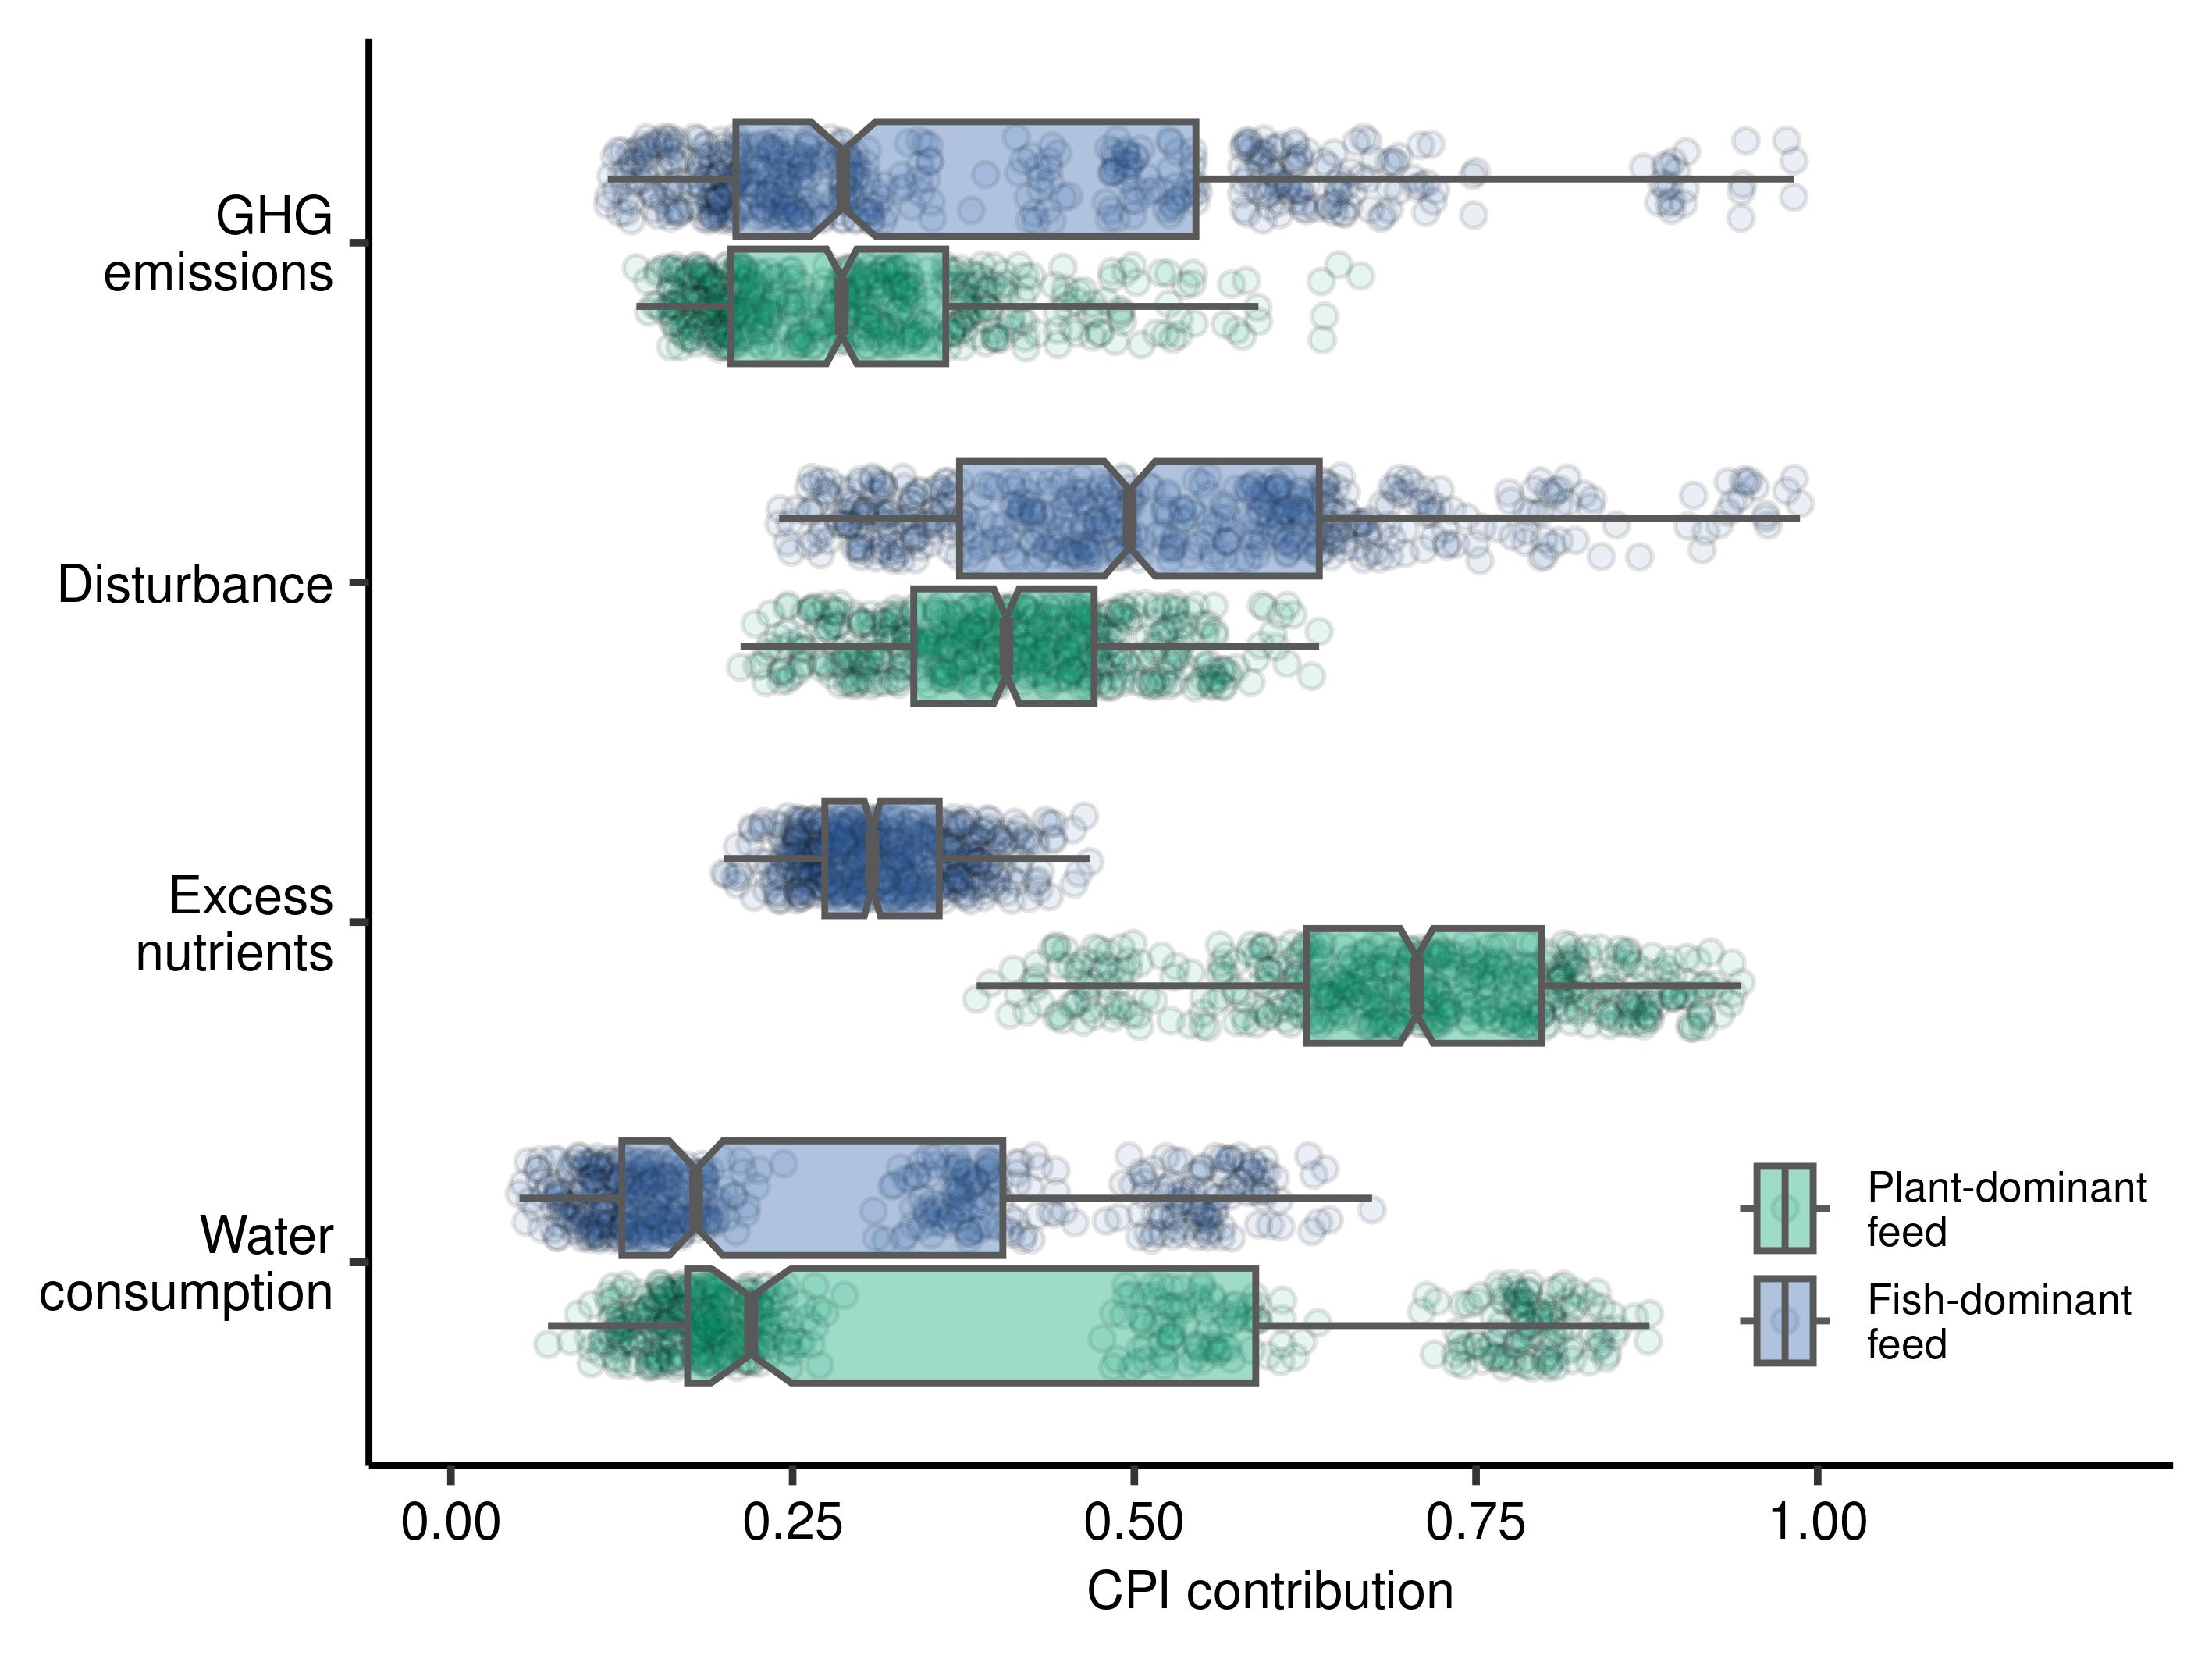 GHG
emissions
Disturbance
Excess
nutrients
Water
consumption
Plant-dominant
feed
Fish-dominant
feed
0.00
0.25
0.50
0.75
1.00
CPI contribution